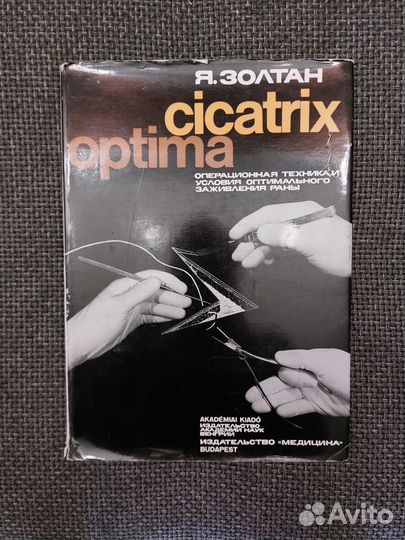 Я. ЗОЛТАН
cicatrix
optima
ОПЕРАЦИОННАЯ ТЕХНИКА И
УСЛОВИЯ ОПТИМАЛЬНОГО
ЗАЖИВЛЕНИЯ РАНЫ
AKADÉMIAI KIADÓ
ИЗДАТЕЛЬСТВО
АКАДЕМИИ НАУК
ВЕНГРИИ
ИЗДАТЕЛЬСТВО «МЕДИЦИНА»
BUDAPEST
Avito